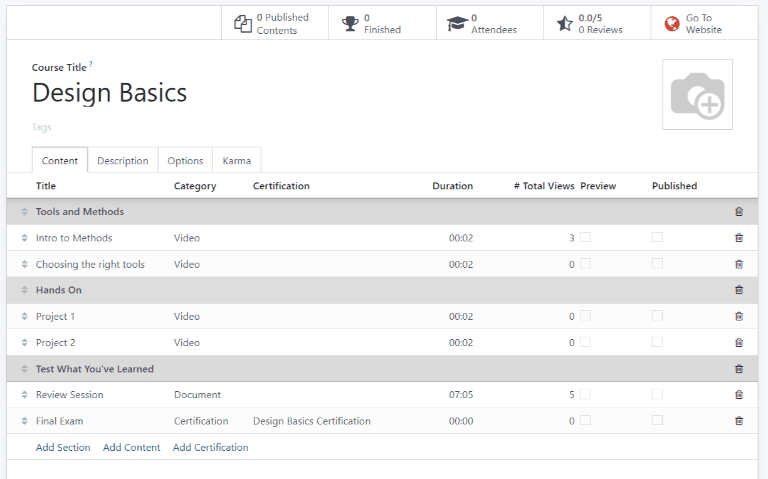 0 Published Contents
0 Finished
0 Attendees
0.0/5 0 Reviews
Go To Website
Course Title ?
Design Basics
Tags
Content Description Options Karma
Title Category Certification Duration # Total Views Preview Published
Tools and Methods
Intro to Methods Video 00:02 3
Choosing the right tools Video 00:02 0
Hands On
Project 1 Video 00:02 0
Project 2 Video 00:02 0
Test What You've Learned
Review Session Document 07:05 5
Final Exam Certification Design Basics Certification 00:00 0
Add Section Add Content Add Certification